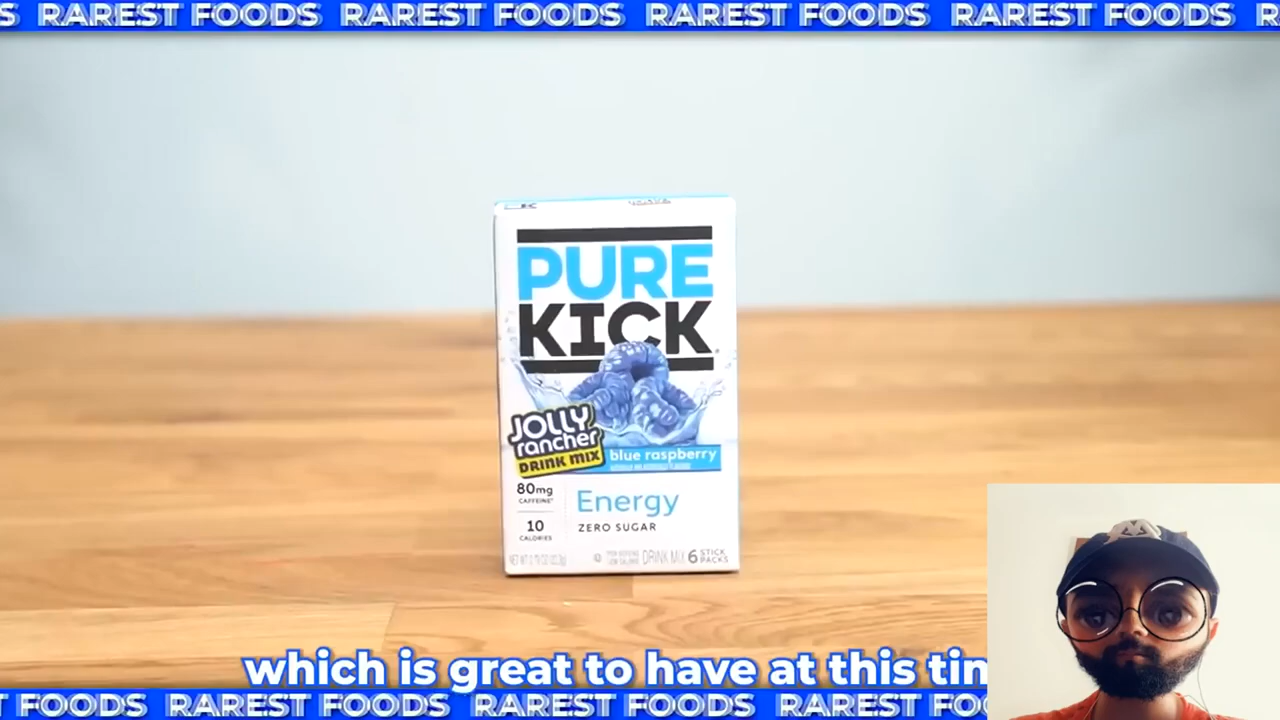 S RAREST FOODS RAREST FOODS RAREST FOODS RAREST FOODS R
PURE
KICK
JOLLY
rancher
DRINK MIX
blue raspberry
80mg
CAFFEINE*
10
CALORIES
Energy
ZERO SUGAR
DRINK MIX 6 STICK PACKS
which is great to have at this tim
T FOODS RAREST FOODS RAREST FOODS RAREST FOO